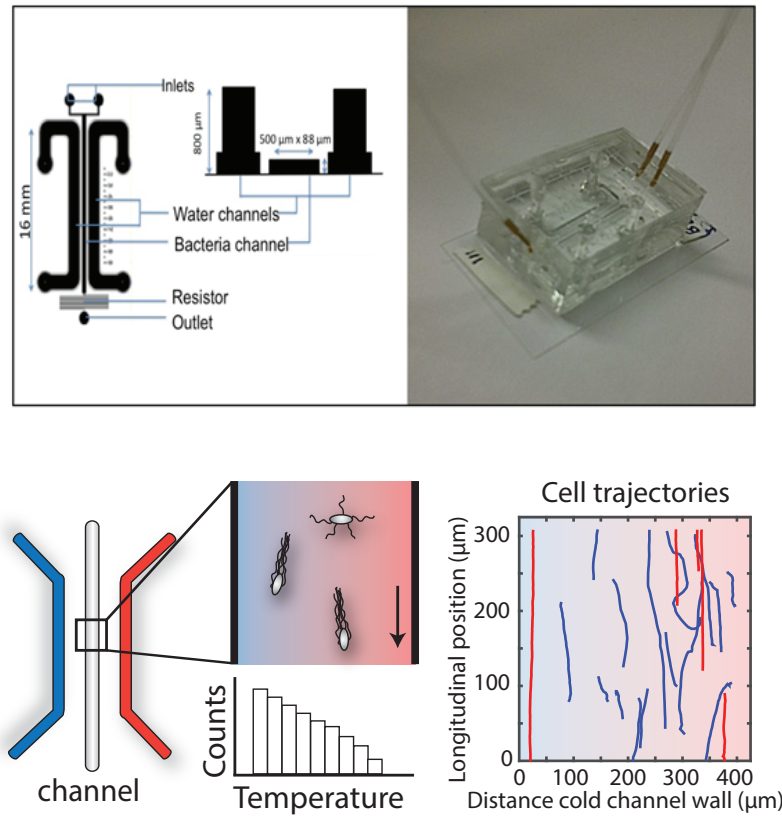 Inlets
800 µm
500 µm x 88 µm
16 mm
Water channels
Bacteria channel
Resistor
Outlet
channel
Counts
Temperature
Cell trajectories
Longitudinal position (µm)
300
200
100
0
0 100 200 300 400
Distance cold channel wall (µm)